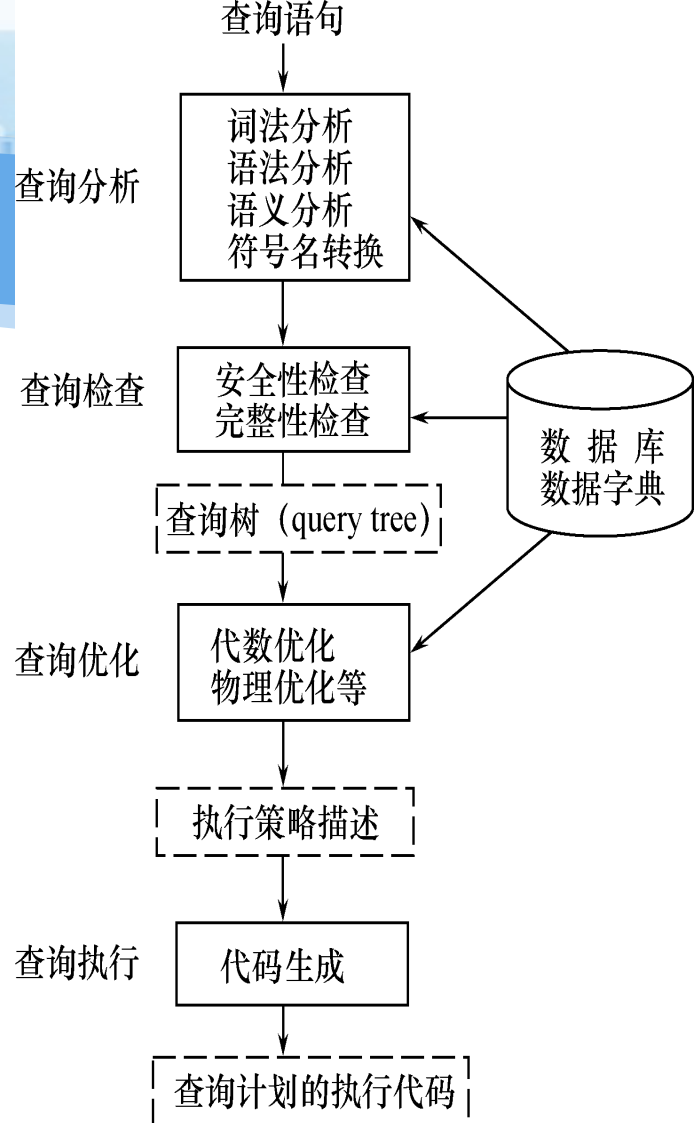 查询语句
查询分析
词法分析
语法分析
语义分析
符号名转换
查询检查
安全性检查
完整性检查
数 据 库
数据字典
查询树（query tree）
查询优化
代数优化
物理优化等
执行策略描述
查询执行
代码生成
查询计划的执行代码